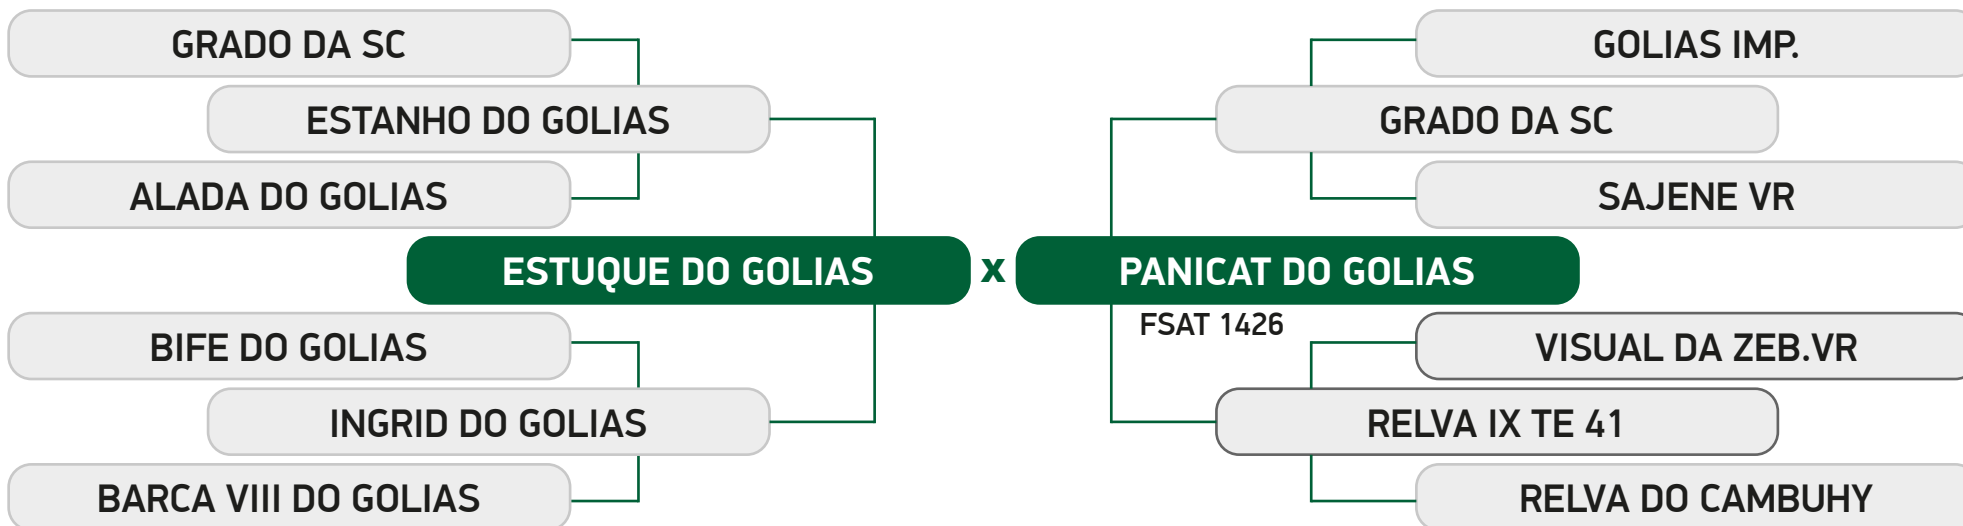 GRADO DA SC
ESTANHO DO GOLIAS
ALADA DO GOLIAS
ESTUQUE DO GOLIAS
BIFE DO GOLIAS
INGRID DO GOLIAS
BARCA VIII DO GOLIAS
x
GOLIAS IMP.
GRADO DA SC
SAJENE VR
PANICAT DO GOLIAS
FSAT 1426
VISUAL DA ZEB.VR
RELVA IX TE 41
RELVA DO CAMBUHY